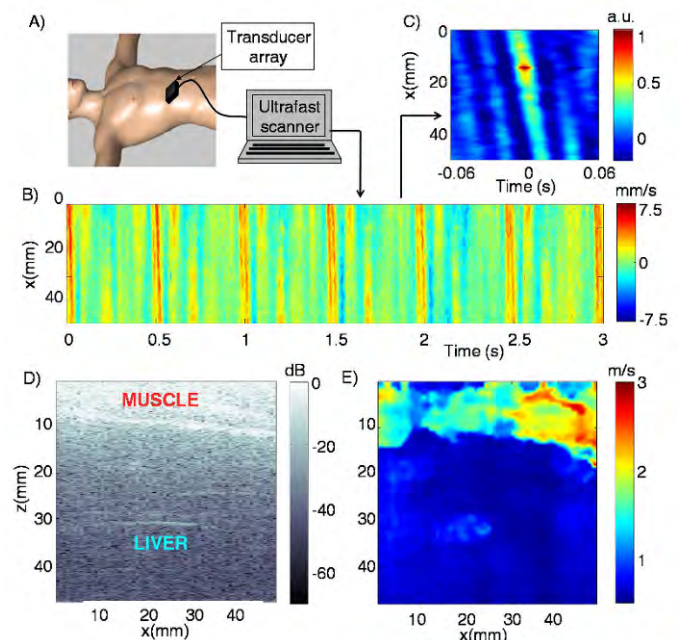 A)
Transducer
array
Ultrafast
scanner
C)
a.u.
x(mm)
0
20
40
-0.06
0
0.06
Time (s)
1
0.5
0
B)
x(mm)
0
20
40
0
0.5
1
1.5
2
2.5
3
Time (s)
mm/s
7.5
0
-7.5
D)
dB
MUSCLE
LIVER
z(mm)
10
20
30
40
10
20
30
40
x(mm)
0
-20
-40
-60
E)
m/s
10
20
30
40
10
20
30
40
x(mm)
3
2
1